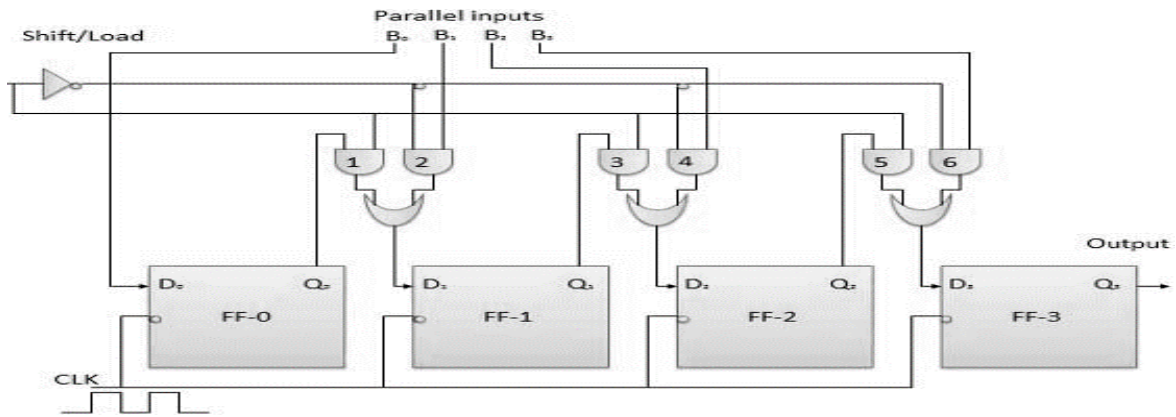 Parallel inputs
Shift/Load
B₀ B₁ B₂ B₃
1 2 3 4 5 6
Output
D₀ Q₀ D₁ Q₁ D₂ Q₂ D₃ Q₃
FF-0 FF-1 FF-2 FF-3
CLK